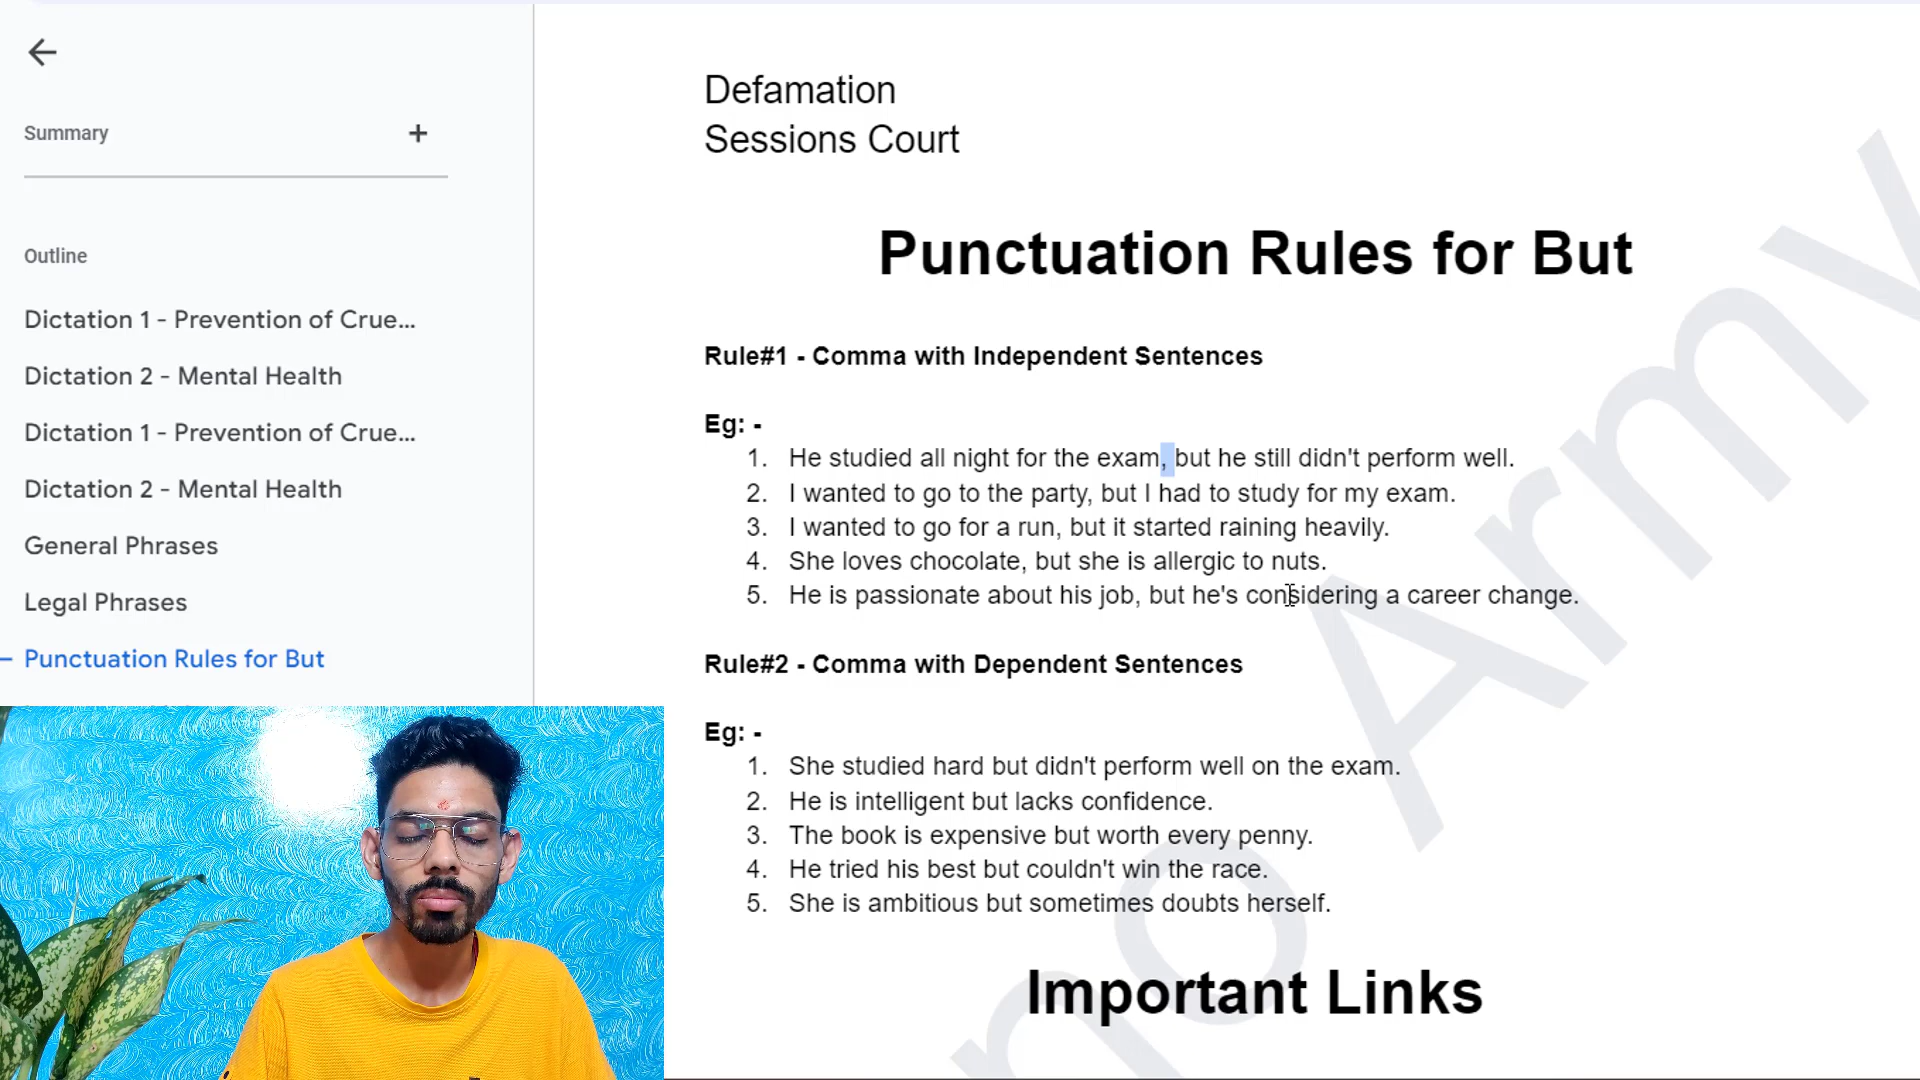 Summary
+
Outline
Dictation 1 - Prevention of Crue...
Dictation 2 - Mental Health
Dictation 1 - Prevention of Crue...
Dictation 2 - Mental Health
General Phrases
Legal Phrases
Punctuation Rules for But
Defamation
Sessions Court
Punctuation Rules for But
Rule#1 - Comma with Independent Sentences
Eg: -
1. He studied all night for the exam, but he still didn't perform well.
2. I wanted to go to the party, but I had to study for my exam.
3. I wanted to go for a run, but it started raining heavily.
4. She loves chocolate, but she is allergic to nuts.
5. He is passionate about his job, but he's considering a career change.
Rule#2 - Comma with Dependent Sentences
Eg: -
1. She studied hard but didn't perform well on the exam.
2. He is intelligent but lacks confidence.
3. The book is expensive but worth every penny.
4. He tried his best but couldn't win the race.
5. She is ambitious but sometimes doubts herself.
Important Links
no Army